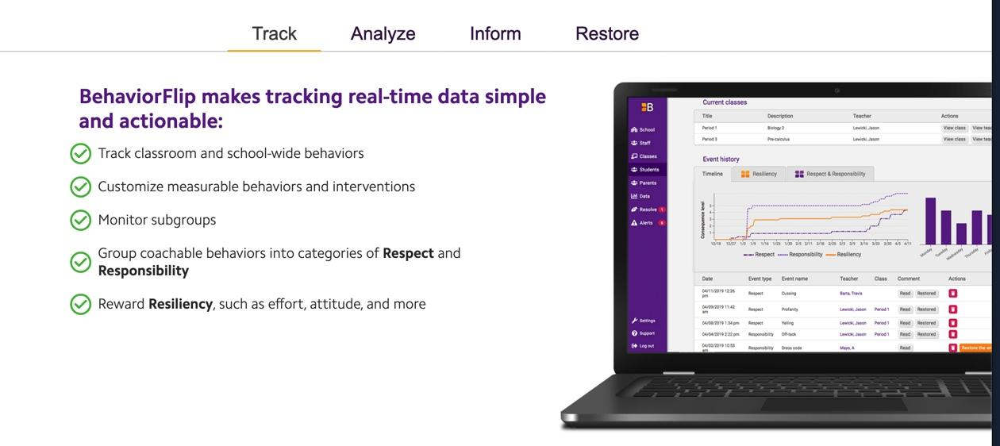 Track Analyze Inform Restore
BehaviorFlip makes tracking real-time data simple
and actionable:
Track classroom and school-wide behaviors
Customize measurable behaviors and interventions
Monitor subgroups
Group coachable behaviors into categories of Respect and
Responsibility
Reward Resiliency, such as effort, attitude, and more
B
School
Staff
Classes
Students
Parents
Data
Resolve 1
Alerts
Settings
Support
Log out
Current classes
Title Description Teacher Actions
Period 1 Biology 2 Lewicki, Jason View class
Period 3 Pre-calculus Lewicki, Jason View class
Event history
Timeline Resiliency Respect & Responsibility
Consequence level
5
4
3
2
1
12/18 12/27 1/3 1/9 1/16 1/23 1/30 2/5 2/11 2/18 2/25 3/3 3/9 3/16 3/23 3/29 4/5 4/11
Respect Responsibility Resiliency
Monday Tuesday Wednesday Thursday
Date Event type Event name Teacher Class Comment Actions
04/11/2019 12:26 pm Respect Cussing Barta, Travis Read Restored
04/09/2019 11:42 am Respect Profanity Lewicki, Jason Period 1 Read Restored
04/08/2019 1:34 pm Respect Yelling Lewicki, Jason Period 1 Read Restored
04/04/2019 2:22 pm Responsibility Off-task Lewicki, Jason Period 1 Read Restored
04/02/2019 10:53 am Responsibility Dress code Mayo, A Read Restore the